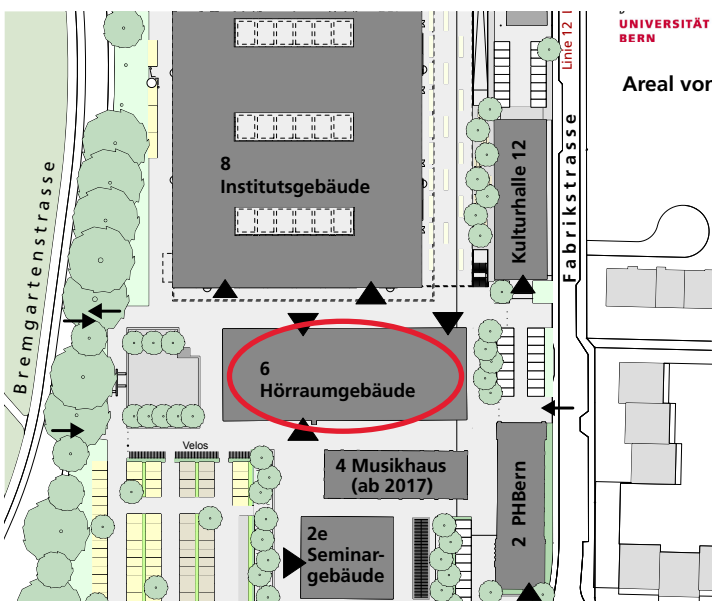 UNIVERSITÄT
BERN
Areal vor
Linie 12
8
Institutsgebäude
Kulturhalle 12
Fabrikstrasse
Bremgartenstrasse
6
Hörraumgebäude
Velos
4 Musikhaus
(ab 2017)
2 PHBern
2e
Seminar-
gebäude